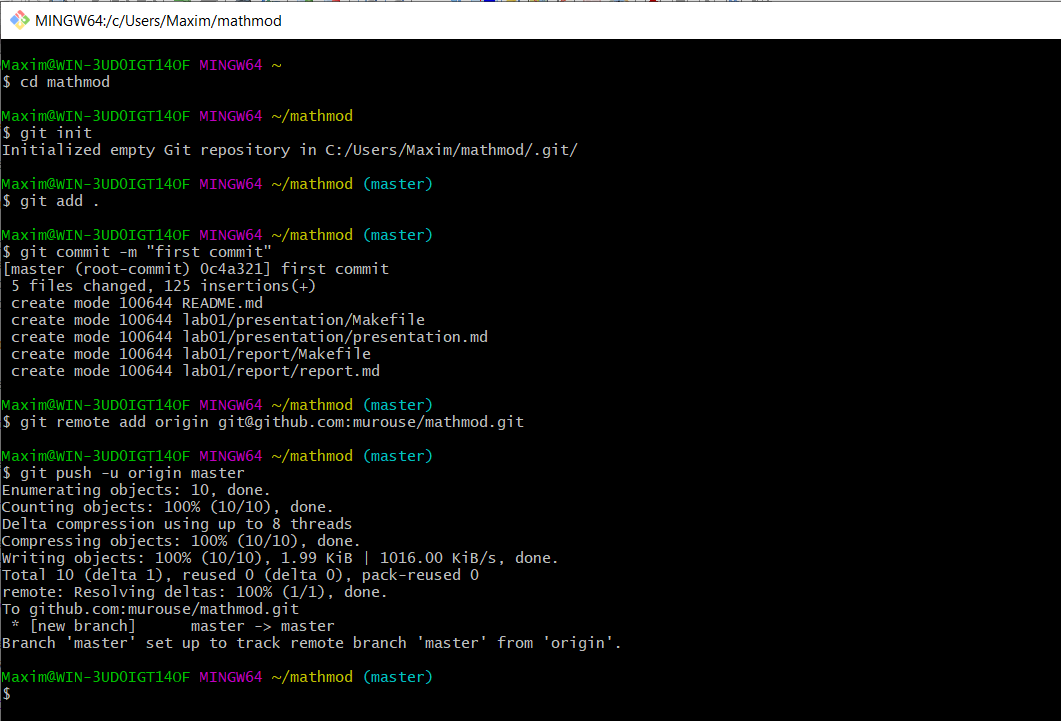 MINGW64:/c/Users/Maxim/mathmod
Maxim@WIN-3UDOIGT14OF MINGW64 ~
$ cd mathmod
Maxim@WIN-3UDOIGT14OF MINGW64 ~/mathmod
$ git init
Initialized empty Git repository in C:/Users/Maxim/mathmod/.git/
Maxim@WIN-3UDOIGT14OF MINGW64 ~/mathmod (master)
$ git add .
Maxim@WIN-3UDOIGT14OF MINGW64 ~/mathmod (master)
$ git commit -m "first commit"
[master (root-commit) 0c4a321] first commit
 5 files changed, 125 insertions(+)
 create mode 100644 README.md
 create mode 100644 lab01/presentation/Makefile
 create mode 100644 lab01/presentation/presentation.md
 create mode 100644 lab01/report/Makefile
 create mode 100644 lab01/report/report.md
Maxim@WIN-3UDOIGT14OF MINGW64 ~/mathmod (master)
$ git remote add origin git@github.com:murouse/mathmod.git
Maxim@WIN-3UDOIGT14OF MINGW64 ~/mathmod (master)
$ git push -u origin master
Enumerating objects: 10, done.
Counting objects: 100% (10/10), done.
Delta compression using up to 8 threads
Compressing objects: 100% (10/10), done.
Writing objects: 100% (10/10), 1.99 KiB | 1016.00 KiB/s, done.
Total 10 (delta 1), reused 0 (delta 0), pack-reused 0
remote: Resolving deltas: 100% (1/1), done.
To github.com:murouse/mathmod.git
 * [new branch]      master -> master
Branch 'master' set up to track remote branch 'master' from 'origin'.
Maxim@WIN-3UDOIGT14OF MINGW64 ~/mathmod (master)
$